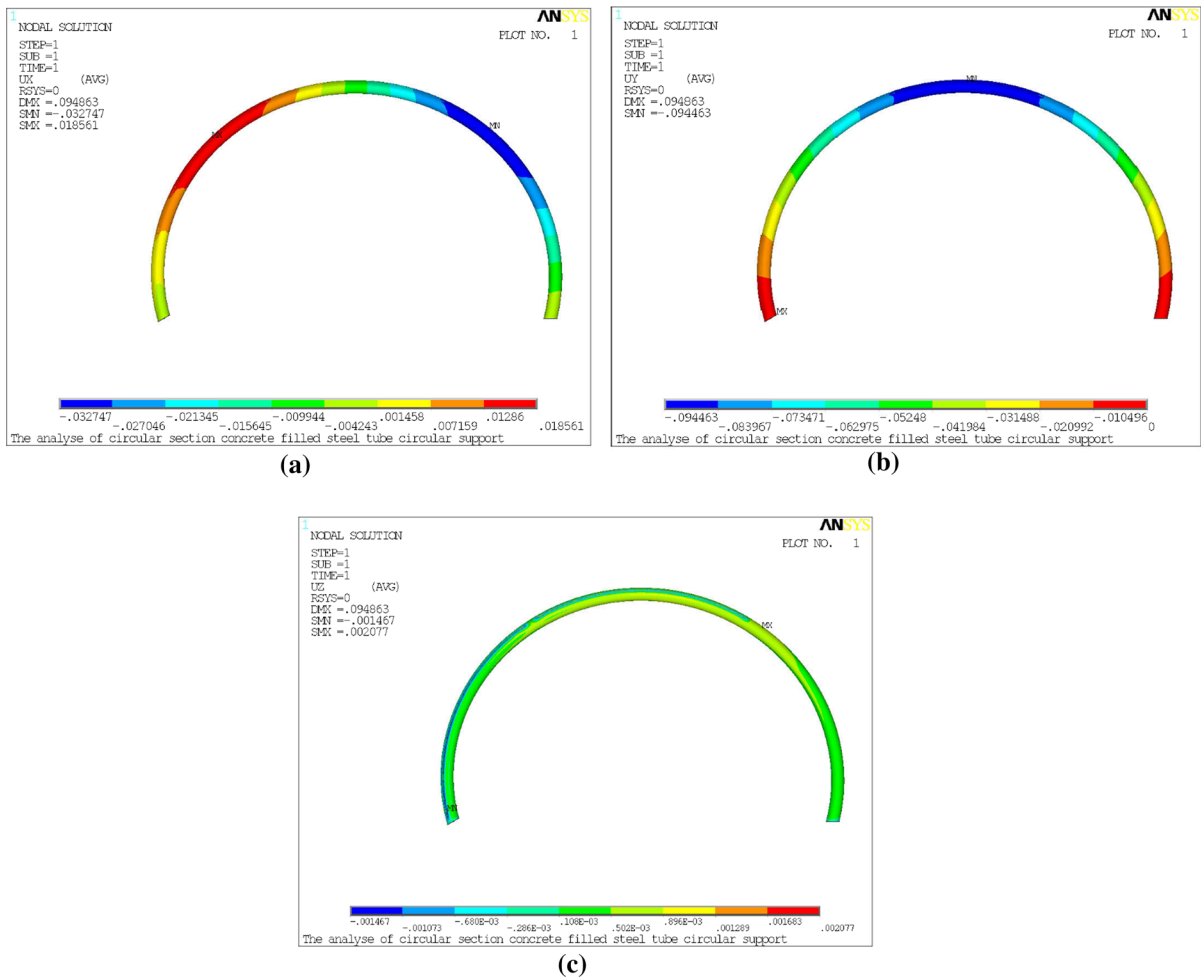 1
ANSYS
NODAL SOLUTION
PLOT NO. 1
STEP=1
SUB =1
TIME=1
UX (AVG)
RSYS=0
DMX =.094863
SMN =-.032747
SMX =.018561
MX
MN
-.032747 -.021345 -.009944 .001458 .01286
-.027046 -.015645 -.004243 .007159 .018561
The analyse of circular section concrete filled steel tube circular support
(a)
1
ANSYS
NODAL SOLUTION
PLOT NO. 1
STEP=1
SUB =1
TIME=1
UY (AVG)
RSYS=0
DMX =.094863
SMN =-.094463
MN
MX
-.094463 -.073471 -.05248 -.031488 -.010496
-.083967 -.062975 -.041984 -.020992 0
The analyse of circular section concrete filled steel tube circular support
(b)
1
ANSYS
NODAL SOLUTION
PLOT NO. 1
STEP=1
SUB =1
TIME=1
UZ (AVG)
RSYS=0
DMX =.094863
SMN =-.001467
SMX =.002077
MX
MN
-.001467 -.680E-03 .108E-03 .896E-03 .001683
-.001073 -.286E-03 .502E-03 .001289 .002077
The analyse of circular section concrete filled steel tube circular support
(c)